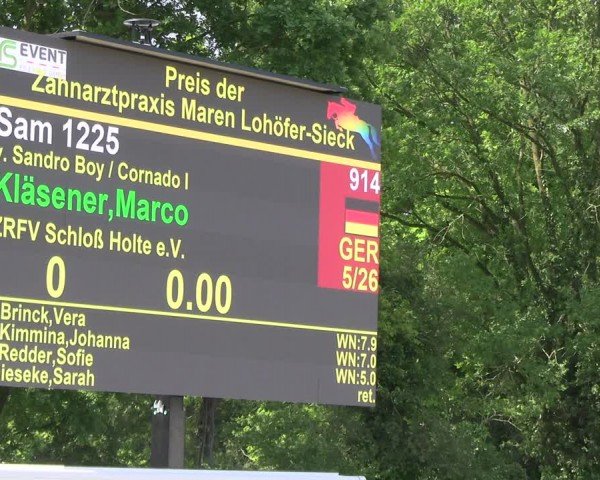 EVENT
Preis der
Zahnarztpraxis Maren Lohöfer-Sieck
Sam 1225
914
v. Sandro Boy / Cornado I
Kläsener,Marco
ZRFV Schloß Holte e.V.
GER
0 0.00
5/26
Brinck,Vera
WN:7.9
Kimmina,Johanna
WN:7.0
Redder,Sofie
WN:5.0
ieseke,Sarah
ret.